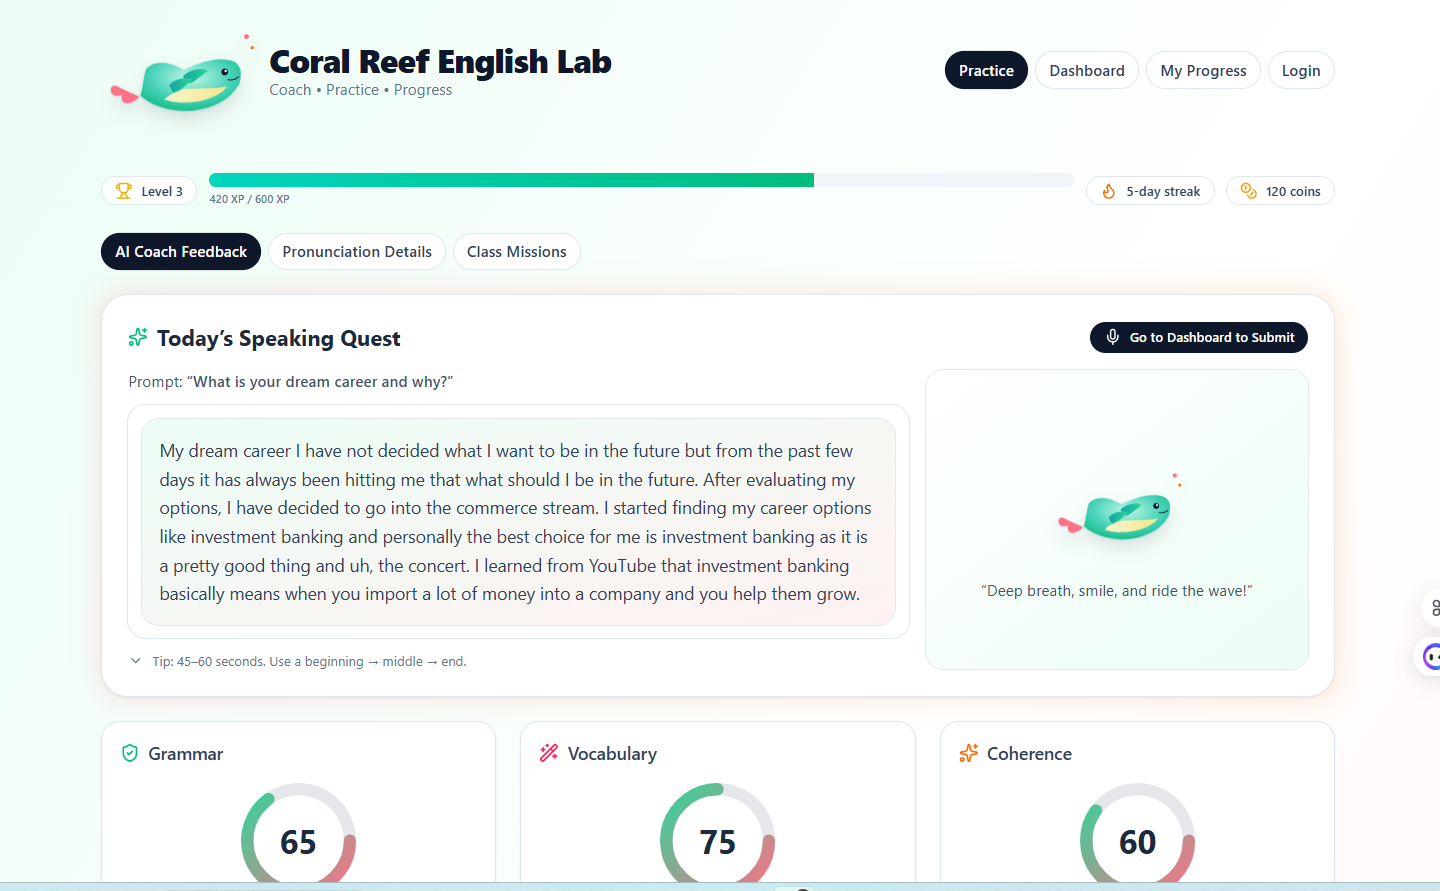 Coral Reef English Lab
Coach • Practice • Progress
Practice
Dashboard
My Progress
Login
Level 3
420 XP / 600 XP
5-day streak
120 coins
AI Coach Feedback
Pronunciation Details
Class Missions
Today’s Speaking Quest
Go to Dashboard to Submit
Prompt: “What is your dream career and why?”
My dream career I have not decided what I want to be in the future but from the past few
days it has always been hitting me that what should I be in the future. After evaluating my
options, I have decided to go into the commerce stream. I started finding my career options
like investment banking and personally the best choice for me is investment banking as it is
a pretty good thing and uh, the concert. I learned from YouTube that investment banking
basically means when you import a lot of money into a company and you help them grow.
“Deep breath, smile, and ride the wave!”
Tip: 45–60 seconds. Use a beginning → middle → end.
Grammar
Vocabulary
Coherence
65
75
60